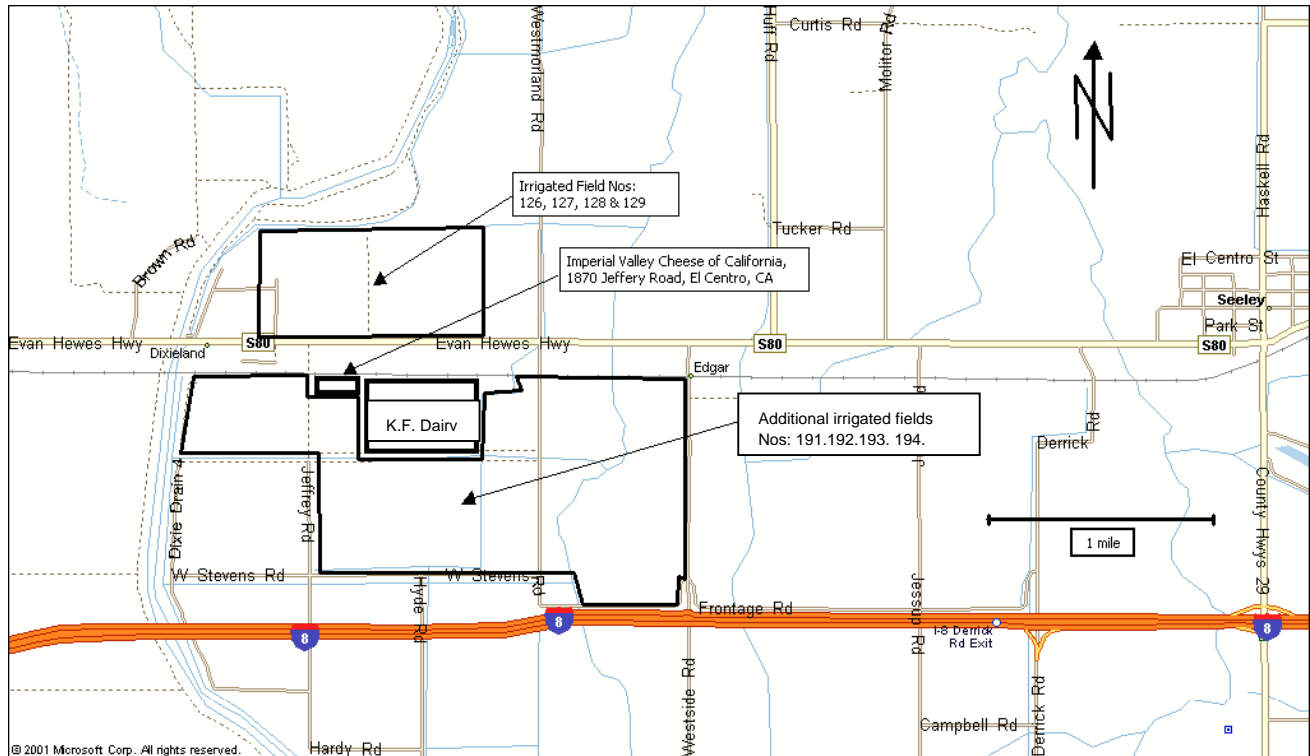 Westmorland Rd
Huff Rd
Curtis Rd
Molitor Rd
N
Haskell Rd
Irrigated Field Nos:
126, 127, 128 & 129
Tucker Rd
Brown Rd
Imperial Valley Cheese of California,
1870 Jeffery Road, El Centro, CA
El Centro St
Seeley
Park St
Evan Hewes Hwy
S80
Evan Hewes Hwy
S80
S80
Dixieland
Edgar
K.F. Dairv
Additional irrigated fields
Nos: 191.192.193. 194.
Derrick Rd
Dixie Drain 4
Jeffrey Rd
County Hwys 29
1 mile
W Stevens Rd
W Stevens Rd
Hyde Rd
Frontage Rd
Jessup Rd
8
8
8
I-8 Derrick
Rd Exit
Westside Rd
Derrick Rd
Campbell Rd
Hardy Rd
© 2001 Microsoft Corp. All rights reserved.